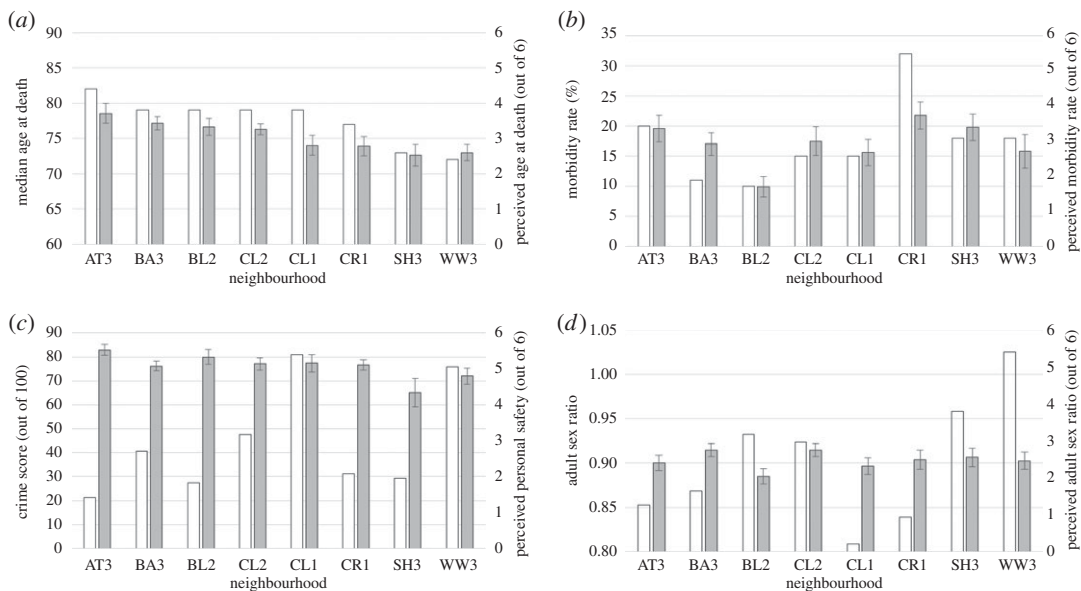 (a)
90
85
80
75
70
65
60
median age at death
6
5
4
3
2
1
0
perceived age at death (out of 6)
AT3 BA3 BL2 CL2 CL1 CR1 SH3 WW3
neighbourhood
(b)
35
30
25
20
15
10
5
0
morbidity rate (%)
6
5
4
3
2
1
0
perceived morbidity rate (out of 6)
AT3 BA3 BL2 CL2 CL1 CR1 SH3 WW3
neighbourhood
(c)
90
80
70
60
50
40
30
20
10
0
crime score (out of 100)
6
5
4
3
2
1
0
perceived personal safety (out of 6)
AT3 BA3 BL2 CL2 CL1 CR1 SH3 WW3
neighbourhood
(d)
1.05
1.00
0.95
0.90
0.85
0.80
adult sex ratio
6
5
4
3
2
1
0
perceived adult sex ratio (out of 6)
AT3 BA3 BL2 CL2 CL1 CR1 SH3 WW3
neighbourhood